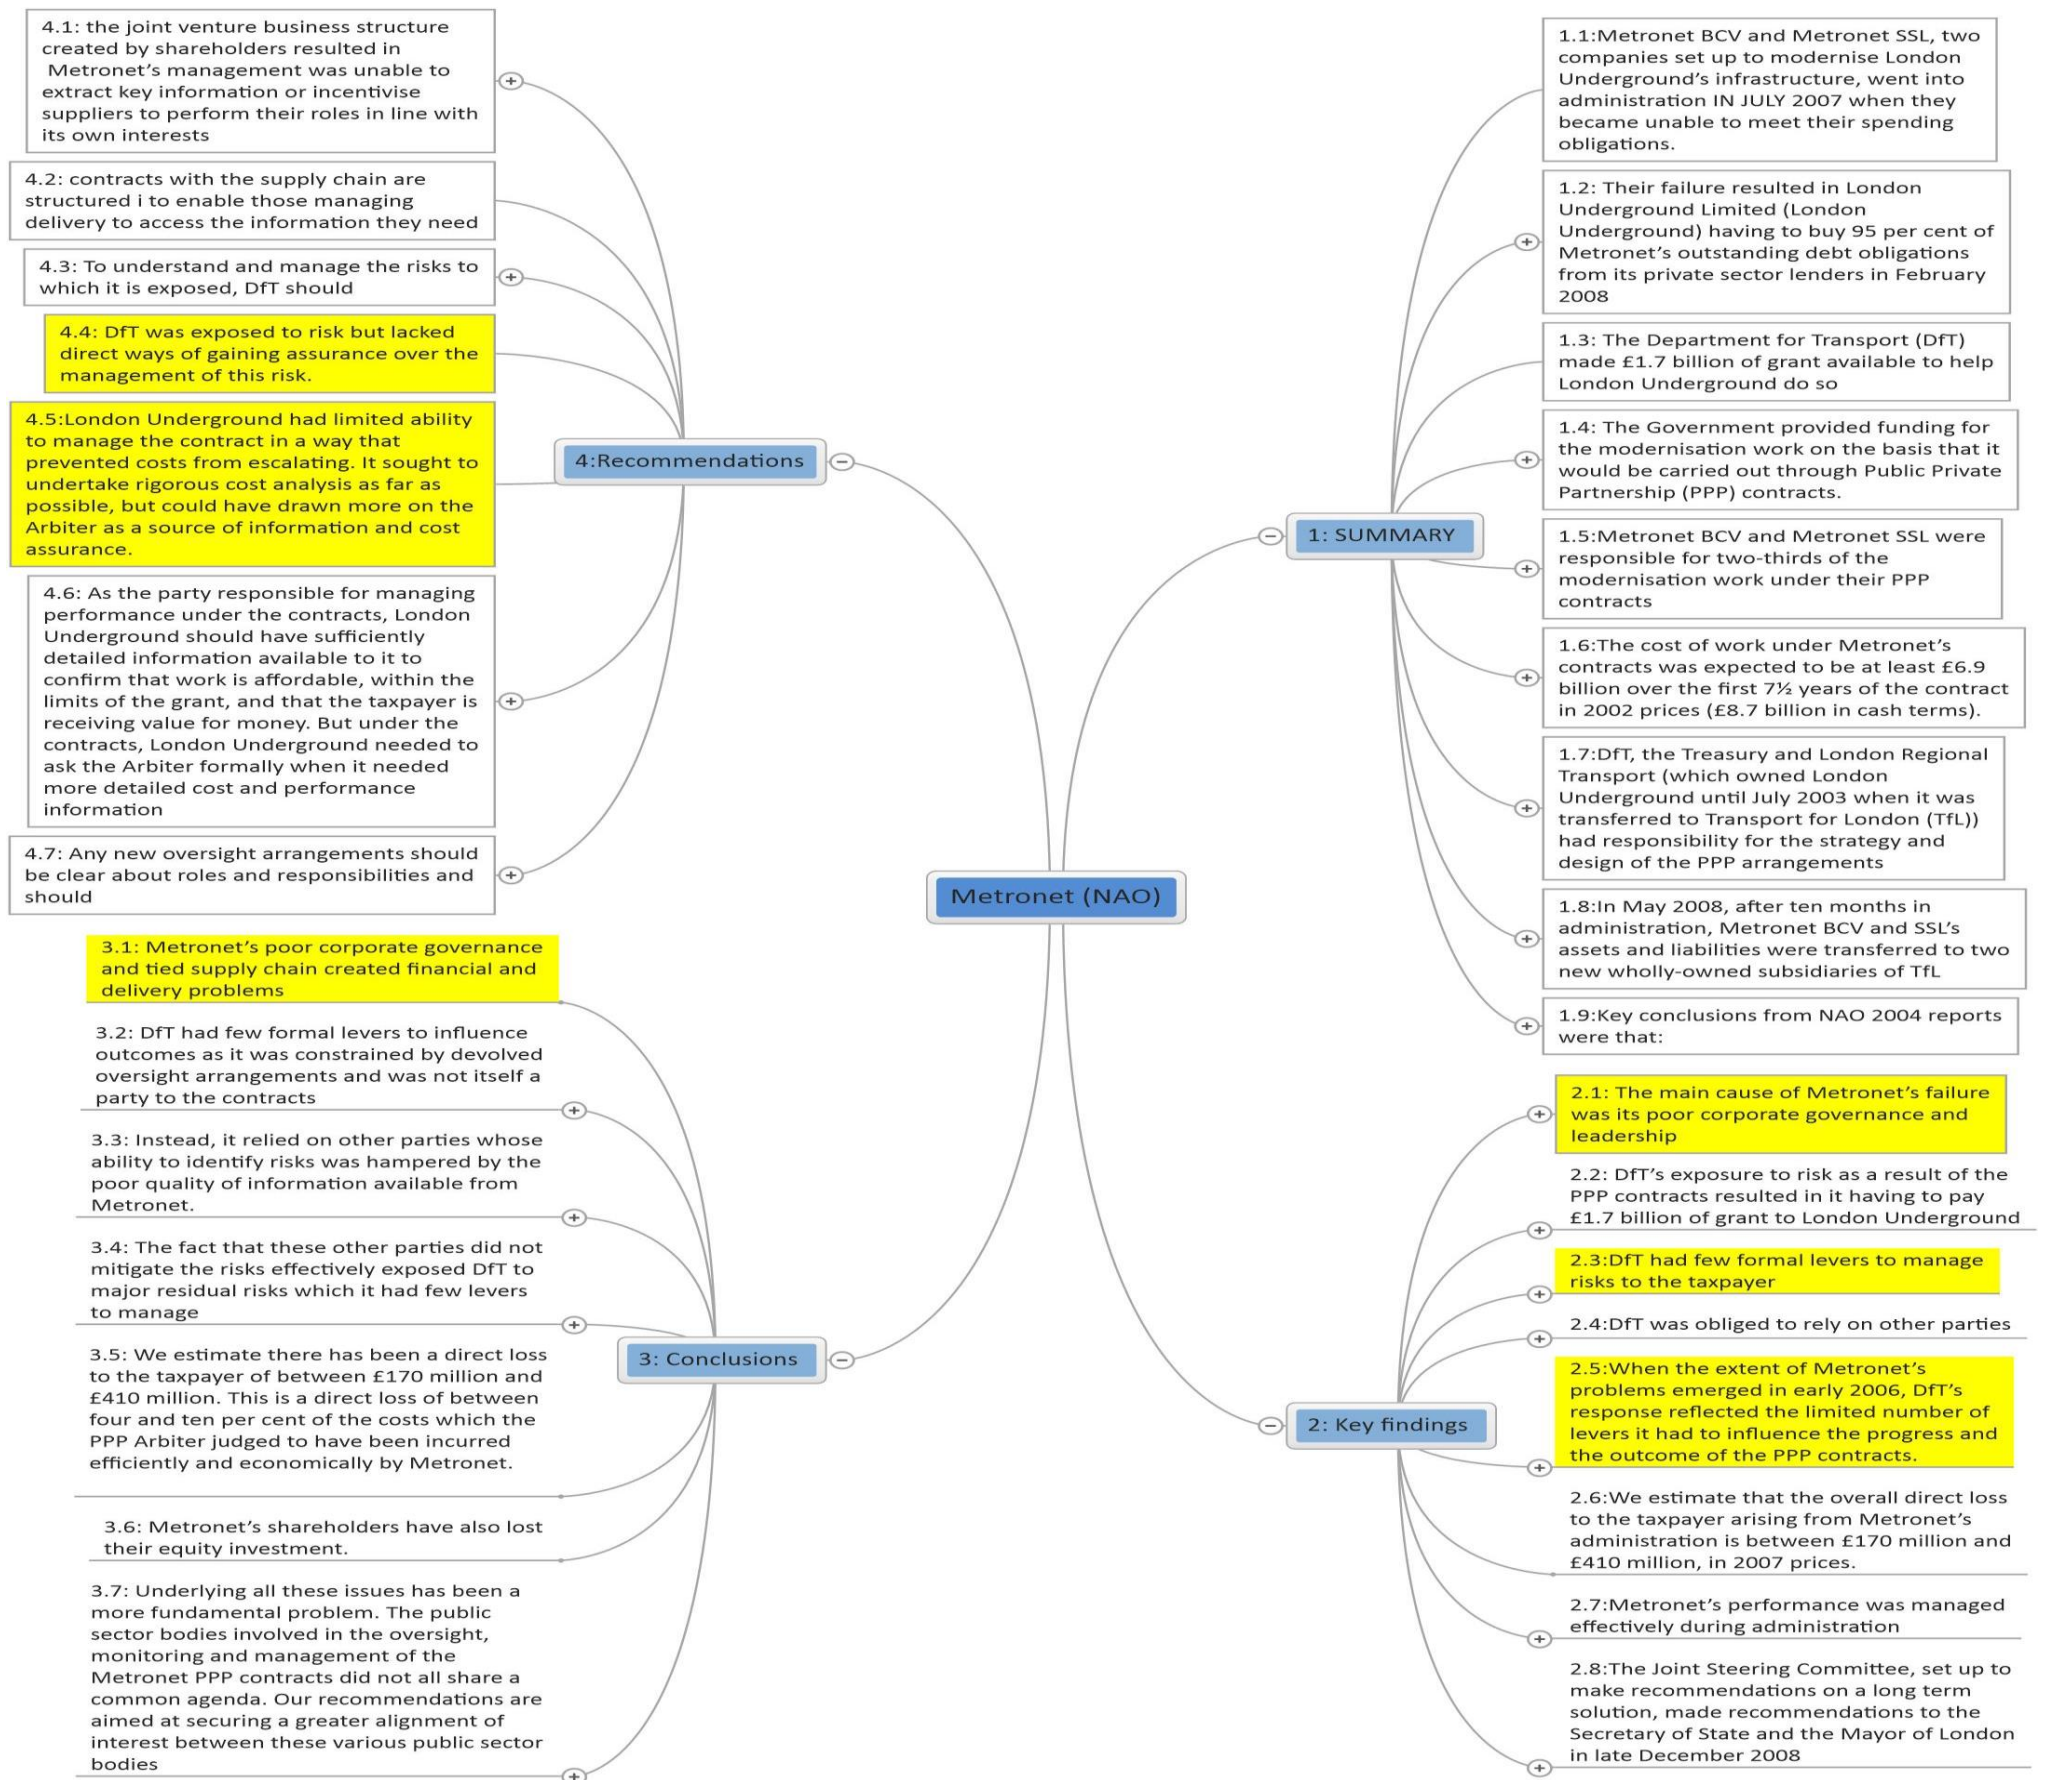 Metronet (NAO)
1: SUMMARY
1.1:Metronet BCV and Metronet SSL, two
companies set up to modernise London
Underground’s infrastructure, went into
administration IN JULY 2007 when they
became unable to meet their spending
obligations.
1.2: Their failure resulted in London
Underground Limited (London
Underground) having to buy 95 per cent of
Metronet’s outstanding debt obligations
from its private sector lenders in February
2008
1.3: The Department for Transport (DfT)
made £1.7 billion of grant available to help
London Underground do so
1.4: The Government provided funding for
the modernisation work on the basis that it
would be carried out through Public Private
Partnership (PPP) contracts.
1.5:Metronet BCV and Metronet SSL were
responsible for two-thirds of the
modernisation work under their PPP
contracts
1.6:The cost of work under Metronet’s
contracts was expected to be at least £6.9
billion over the first 7½ years of the contract
in 2002 prices (£8.7 billion in cash terms).
1.7:DfT, the Treasury and London Regional
Transport (which owned London
Underground until July 2003 when it was
transferred to Transport for London (TfL))
had responsibility for the strategy and
design of the PPP arrangements
1.8:In May 2008, after ten months in
administration, Metronet BCV and SSL’s
assets and liabilities were transferred to two
new wholly-owned subsidiaries of TfL
1.9:Key conclusions from NAO 2004 reports
were that:
2: Key findings
2.1: The main cause of Metronet’s failure
was its poor corporate governance and
leadership
2.2: DfT’s exposure to risk as a result of the
PPP contracts resulted in it having to pay
£1.7 billion of grant to London Underground
2.3:DfT had few formal levers to manage
risks to the taxpayer
2.4:DfT was obliged to rely on other parties
2.5:When the extent of Metronet’s
problems emerged in early 2006, DfT’s
response reflected the limited number of
levers it had to influence the progress and
the outcome of the PPP contracts.
2.6:We estimate that the overall direct loss
to the taxpayer arising from Metronet’s
administration is between £170 million and
£410 million, in 2007 prices.
2.7:Metronet’s performance was managed
effectively during administration
2.8:The Joint Steering Committee, set up to
make recommendations on a long term
solution, made recommendations to the
Secretary of State and the Mayor of London
in late December 2008
3: Conclusions
3.1: Metronet’s poor corporate governance
and tied supply chain created financial and
delivery problems
3.2: DfT had few formal levers to influence
outcomes as it was constrained by devolved
oversight arrangements and was not itself a
party to the contracts
3.3: Instead, it relied on other parties whose
ability to identify risks was hampered by the
poor quality of information available from
Metronet.
3.4: The fact that these other parties did not
mitigate the risks effectively exposed DfT to
major residual risks which it had few levers
to manage
3.5: We estimate there has been a direct loss
to the taxpayer of between £170 million and
£410 million. This is a direct loss of between
four and ten per cent of the costs which the
PPP Arbiter judged to have been incurred
efficiently and economically by Metronet.
3.6: Metronet’s shareholders have also lost
their equity investment.
3.7: Underlying all these issues has been a
more fundamental problem. The public
sector bodies involved in the oversight,
monitoring and management of the
Metronet PPP contracts did not all share a
common agenda. Our recommendations are
aimed at securing a greater alignment of
interest between these various public sector
bodies
4:Recommendations
4.1: the joint venture business structure
created by shareholders resulted in
Metronet’s management was unable to
extract key information or incentivise
suppliers to perform their roles in line with
its own interests
4.2: contracts with the supply chain are
structured i to enable those managing
delivery to access the information they need
4.3: To understand and manage the risks to
which it is exposed, DfT should
4.4: DfT was exposed to risk but lacked
direct ways of gaining assurance over the
management of this risk.
4.5:London Underground had limited ability
to manage the contract in a way that
prevented costs from escalating. It sought to
undertake rigorous cost analysis as far as
possible, but could have drawn more on the
Arbiter as a source of information and cost
assurance.
4.6: As the party responsible for managing
performance under the contracts, London
Underground should have sufficiently
detailed information available to it to
confirm that work is affordable, within the
limits of the grant, and that the taxpayer is
receiving value for money. But under the
contracts, London Underground needed to
ask the Arbiter formally when it needed
more detailed cost and performance
information
4.7: Any new oversight arrangements should
be clear about roles and responsibilities and
should